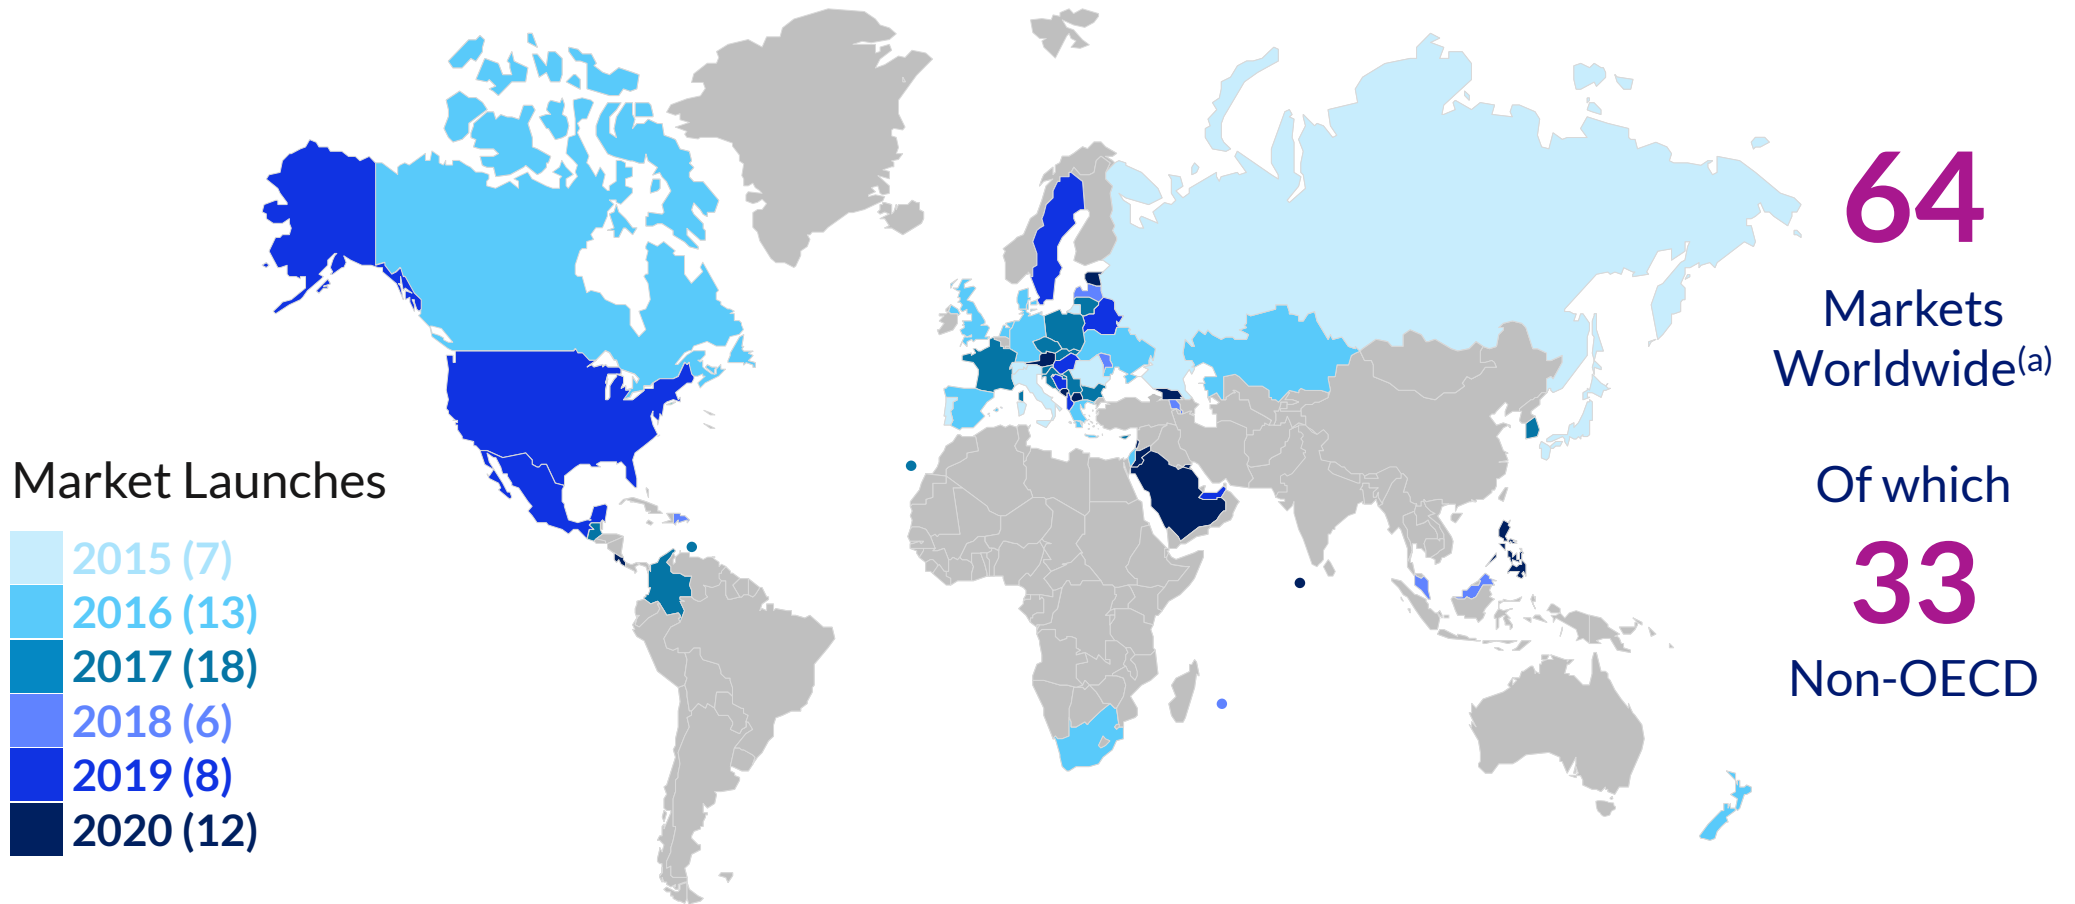 Market Launches
2015 (7)
2016 (13)
2017 (18)
2018 (6)
2019 (8)
2020 (12)
64
Markets
Worldwide(a)
Of which
33
Non-OECD